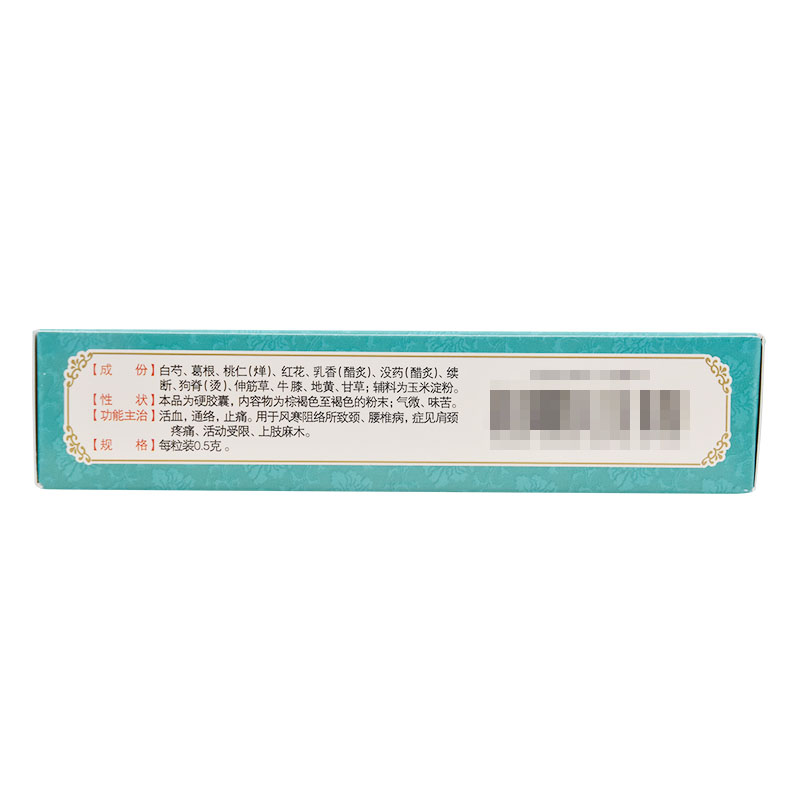 【成　份】白芍、葛根、桃仁(燀)、红花、乳香(醋炙)、没药(醋炙)、续
断、狗脊(烫)、伸筋草、牛膝、地黄、甘草；辅料为玉米淀粉。
【性　状】本品为硬胶囊，内容物为棕褐色至褐色的粉末；气微、味苦。
【功能主治】活血，通络，止痛。用于风寒阻络所致颈、腰椎病，症见肩颈
疼痛、活动受限、上肢麻木。
【规　格】每粒装0.5克 。